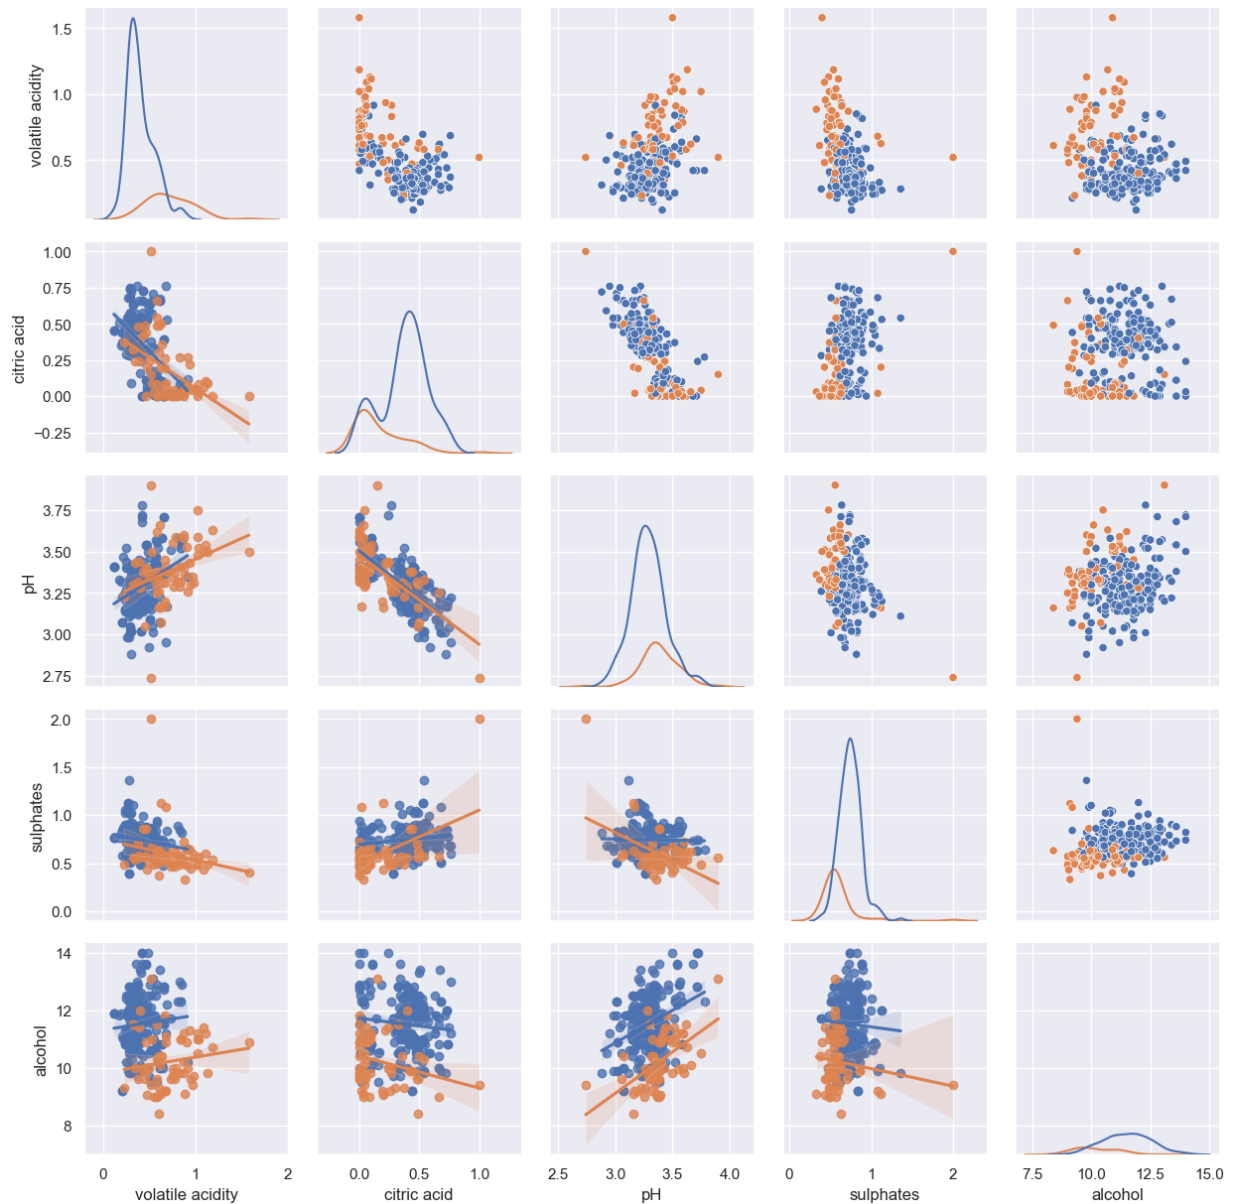 volatile acidity
1.5
1.0
0.5
citric acid
1.00
0.75
0.50
0.25
0.00
−0.25
pH
3.75
3.50
3.25
3.00
2.75
sulphates
2.0
1.5
1.0
0.5
0.0
alcohol
14
12
10
8
0 1 2
0.0 0.5 1.0
2.5 3.0 3.5 4.0
0 1 2
7.5 10.0 12.5 15.0
volatile acidity
citric acid
pH
sulphates
alcohol